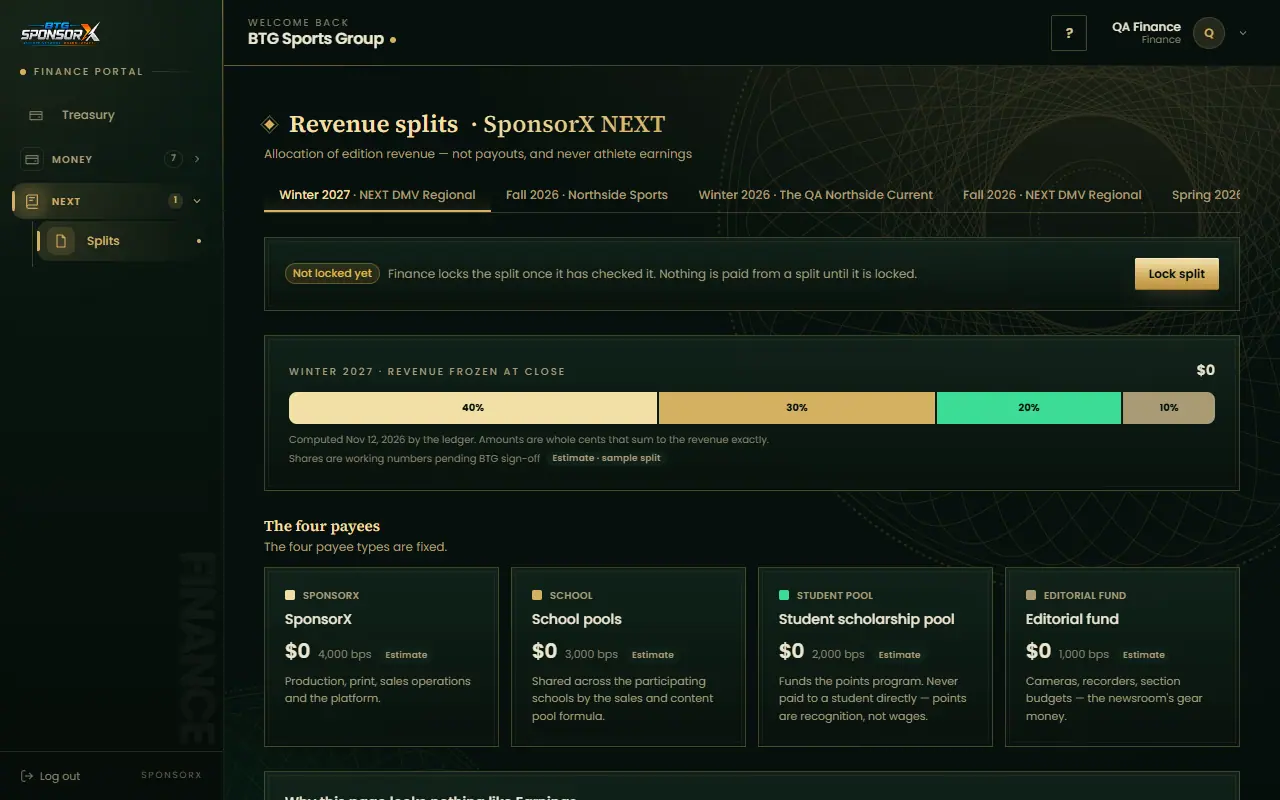 BTG
SPONSORX
FINANCE PORTAL
Treasury
MONEY 7
NEXT 1
Splits
FINANCE
Log out SPONSORX
WELCOME BACK
BTG Sports Group
?
QA Finance
Finance
Q
Revenue splits · SponsorX NEXT
Allocation of edition revenue — not payouts, and never athlete earnings
Winter 2027 · NEXT DMV Regional Fall 2026 · Northside Sports Winter 2026 · The QA Northside Current Fall 2026 · NEXT DMV Regional Spring 2026
Not locked yet Finance locks the split once it has checked it. Nothing is paid from a split until it is locked. Lock split
WINTER 2027 · REVENUE FROZEN AT CLOSE $0
40% 30% 20% 10%
Computed Nov 12, 2026 by the ledger. Amounts are whole cents that sum to the revenue exactly.
Shares are working numbers pending BTG sign-off Estimate · sample split
The four payees
The four payee types are fixed.
SPONSORX
SponsorX
$0 4,000 bps Estimate
Production, print, sales operations
and the platform.
SCHOOL
School pools
$0 3,000 bps Estimate
Shared across the participating
schools by the sales and content
pool formula.
STUDENT POOL
Student scholarship pool
$0 2,000 bps Estimate
Funds the points program. Never
paid to a student directly — points
are recognition, not wages.
EDITORIAL FUND
Editorial fund
$0 1,000 bps Estimate
Cameras, recorders, section
budgets — the newsroom's gear
money.
Why this page looks nothing like Earnings